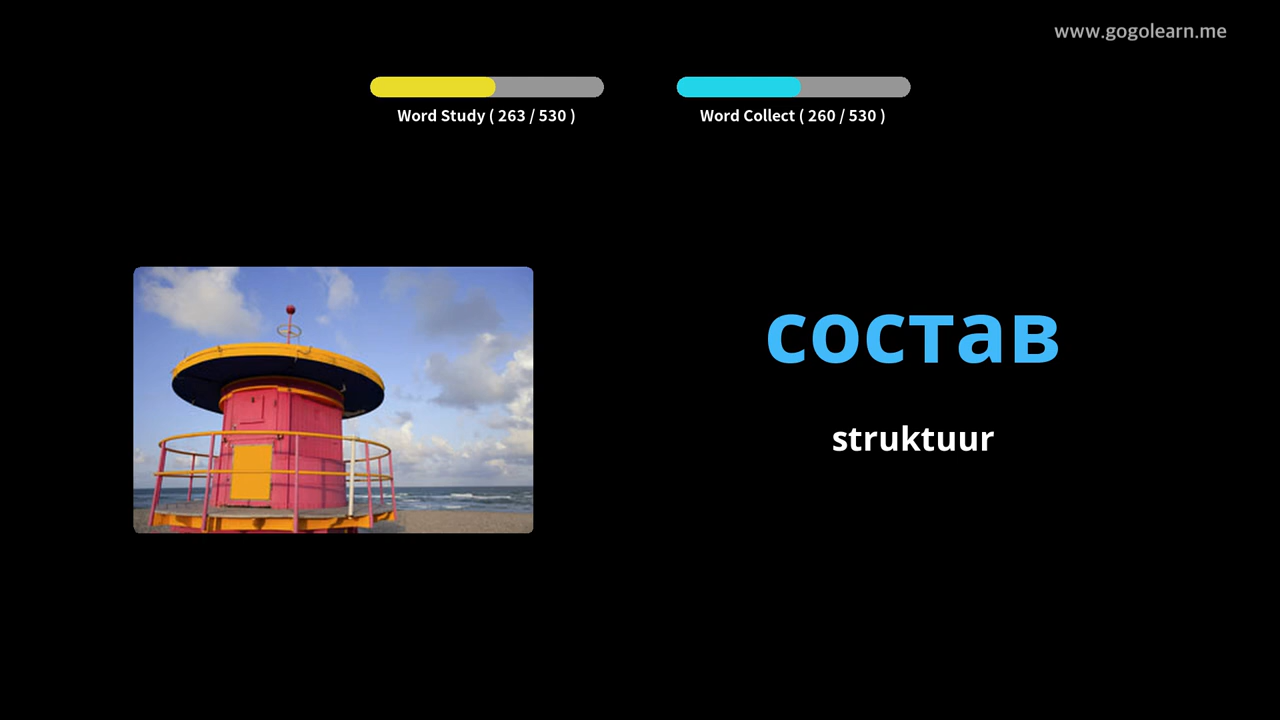 www.gogolearn.me
Word Study ( 263 / 530 )
Word Collect ( 260 / 530 )
состав
struktuur